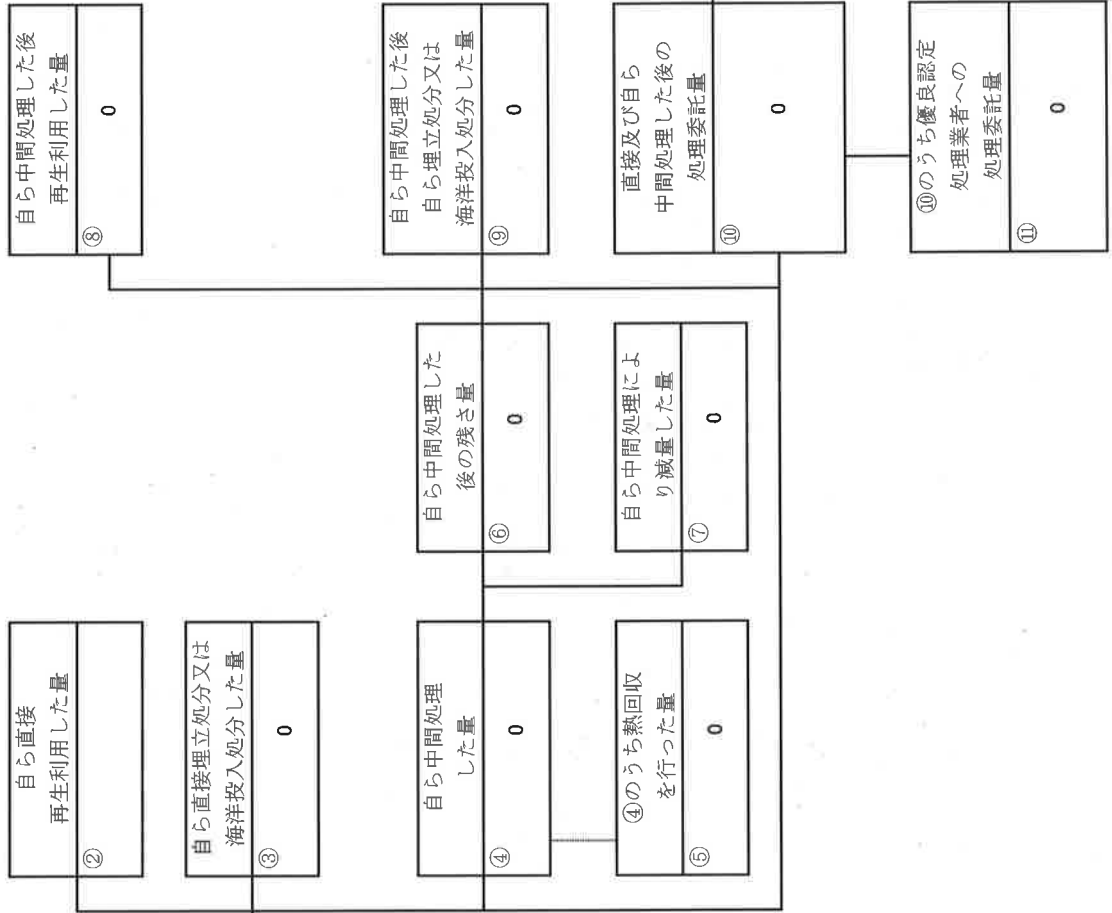 自ら直接
再生利用した量
②
自ら直接埋立処分又は
海洋投入処分した量
③
0
自ら中間処理
した量
④
0
④のうち熱回収
を行った量
⑤
0
自ら中間処理した
後の残さ量
⑥
0
自ら中間処理によ
り減量した量
⑦
0
自ら中間処理した後
再生利用した量
⑧
0
自ら中間処理した後
自ら埋立処分又は
海洋投入処分した量
⑨
0
直接及び自ら
中間処理した後の
処理委託量
⑩
0
⑩のうち優良認定
処理業者への
処理委託量
⑪
0